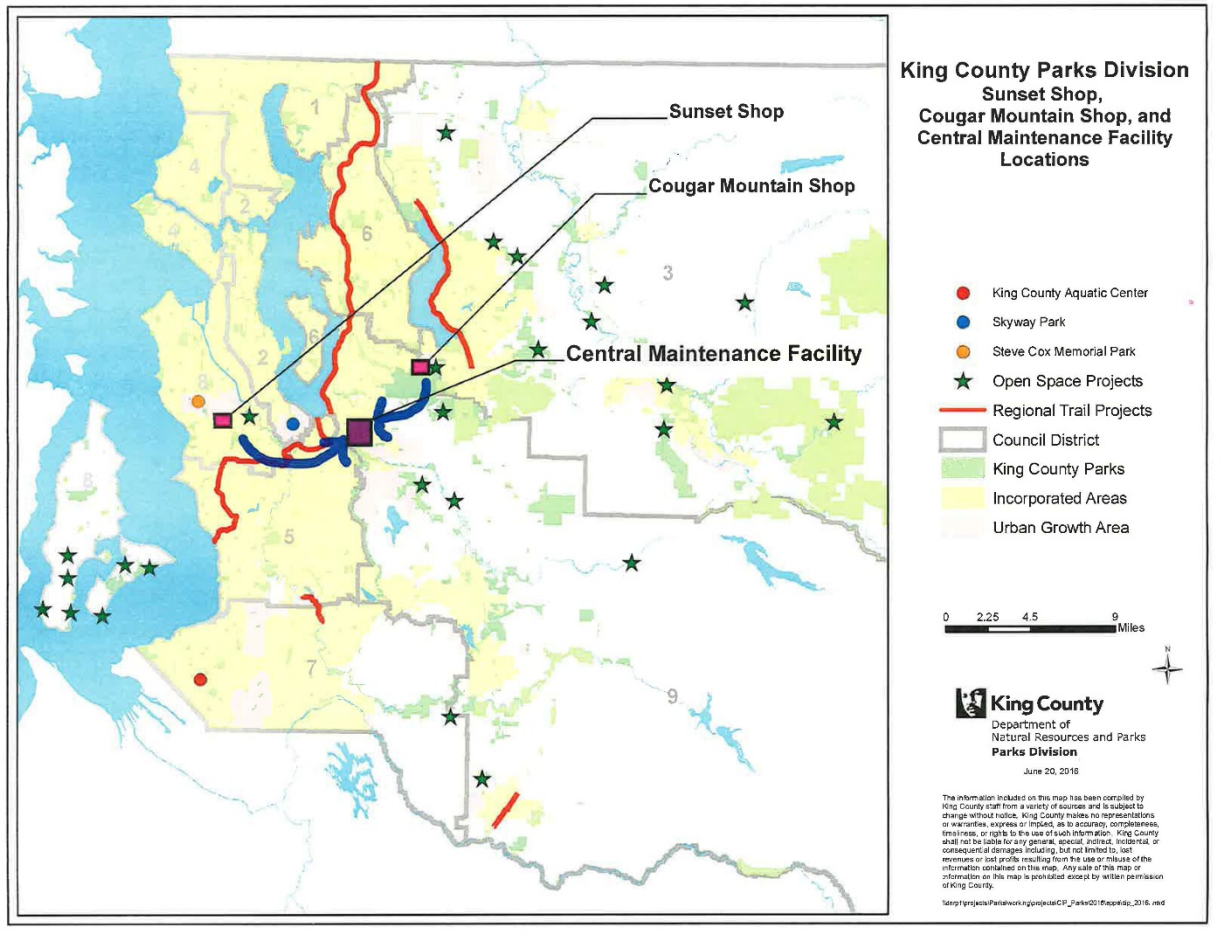 King County Parks Division
Sunset Shop,
Cougar Mountain Shop, and
Central Maintenance Facility
Locations
Sunset Shop
Cougar Mountain Shop
Central Maintenance Facility
1
4
2
4
6
3
6
2
8
8
5
7
9
King County Aquatic Center
Skyway Park
Steve Cox Memorial Park
Open Space Projects
Regional Trail Projects
Council District
King County Parks
Incorporated Areas
Urban Growth Area
0 2.25 4.5 9
Miles
N
King County
Department of
Natural Resources and Parks
Parks Division
June 20, 2016
The information included on this map has been compiled by
King County staff from a variety of sources and is subject to
change without notice. King County makes no representations
or warranties, express or implied, as to accuracy, completeness,
timeliness, or rights to the use of such information. King County
shall not be liable for any general, special, indirect, incidental, or
consequential damages including, but not limited to, lost
revenues or lost profits resulting from the use or misuse of the
information contained on this map. Any sale of this map or
information on this map is prohibited except by written permission
of King County.